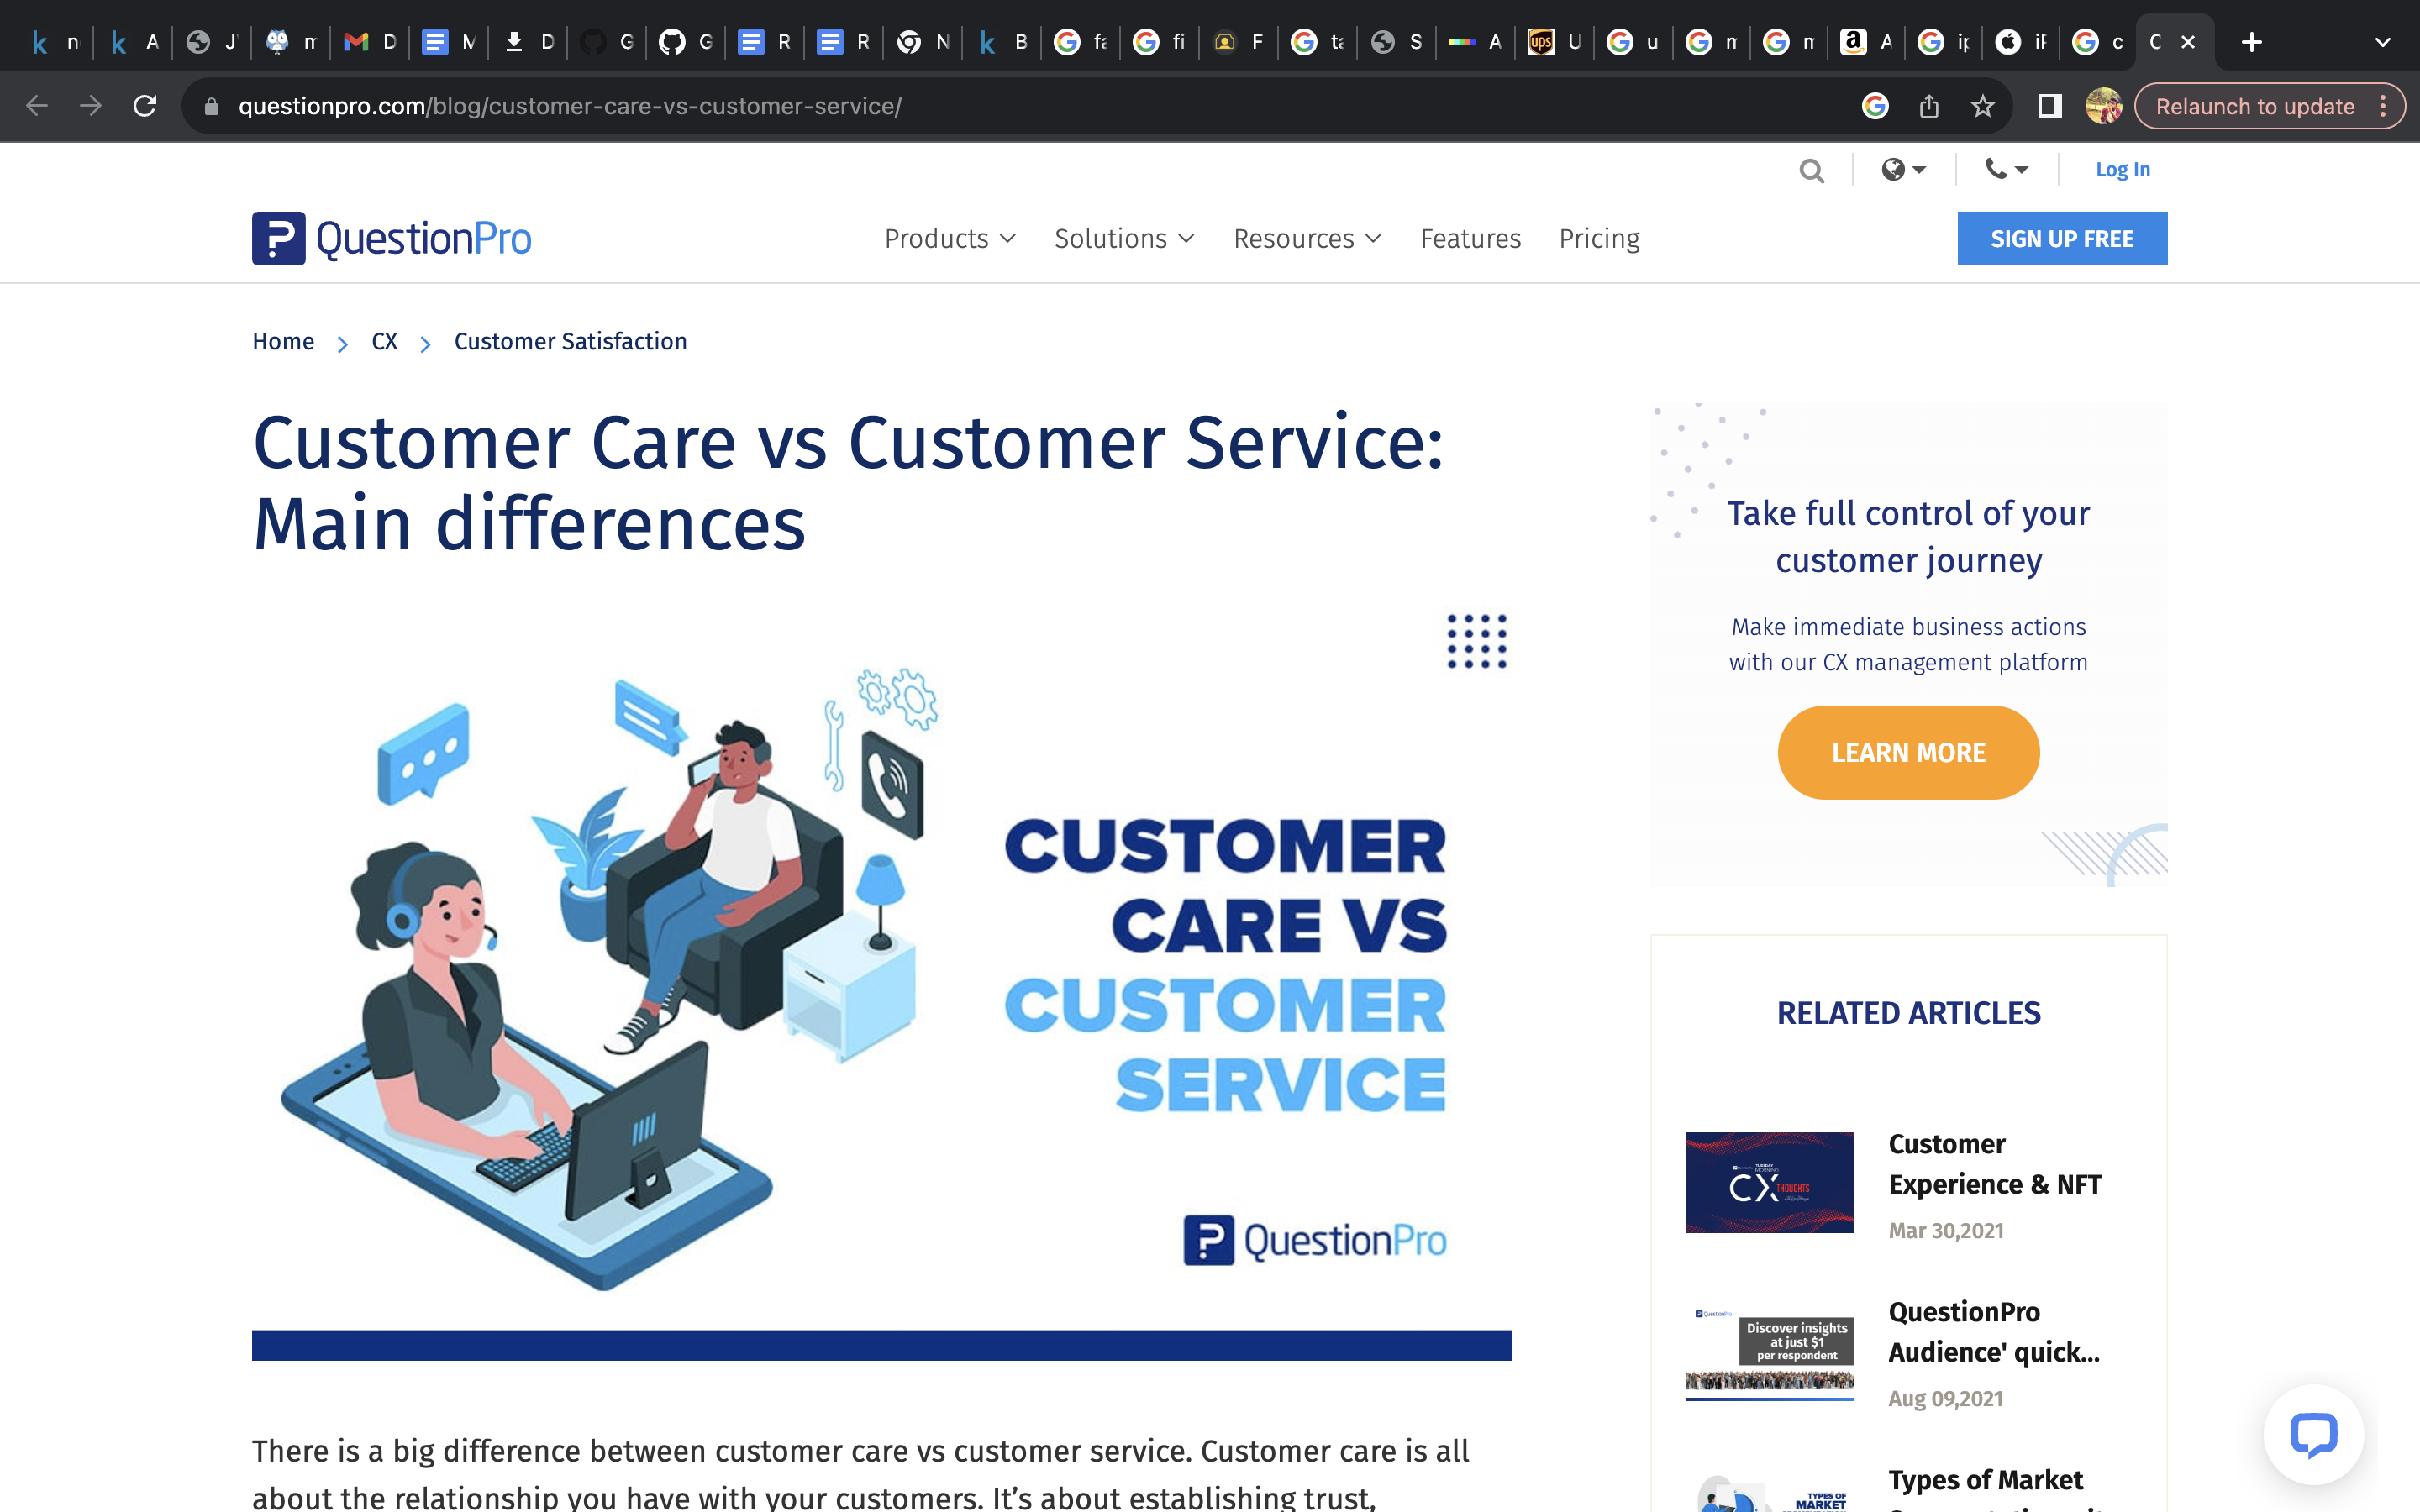 n
A
J
m
D
M
D
G
G
R
R
N
B
fa
fi
Fi
ta
S
A
ups U
u
n
n
a A
ip
iF
c
C
questionpro.com/blog/customer-care-vs-customer-service/
Relaunch to update
Log In
QuestionPro
Products
Solutions
Resources
Features
Pricing
SIGN UP FREE
Home
CX
Customer Satisfaction
Customer Care vs Customer Service:
Main differences
CUSTOMER
CARE VS
CUSTOMER
SERVICE
QuestionPro
There is a big difference between customer care vs customer service. Customer care is all
about the relationship you have with your customers. It’s about establishing trust,
Take full control of your
customer journey
Make immediate business actions
with our CX management platform
LEARN MORE
RELATED ARTICLES
CX
THOUGHTS
Customer
Experience & NFT
Mar 30,2021
QuestionPro
Discover insights
at just $1
per respondent
QuestionPro
Audience' quick...
Aug 09,2021
TYPES OF
MARKET
Types of Market